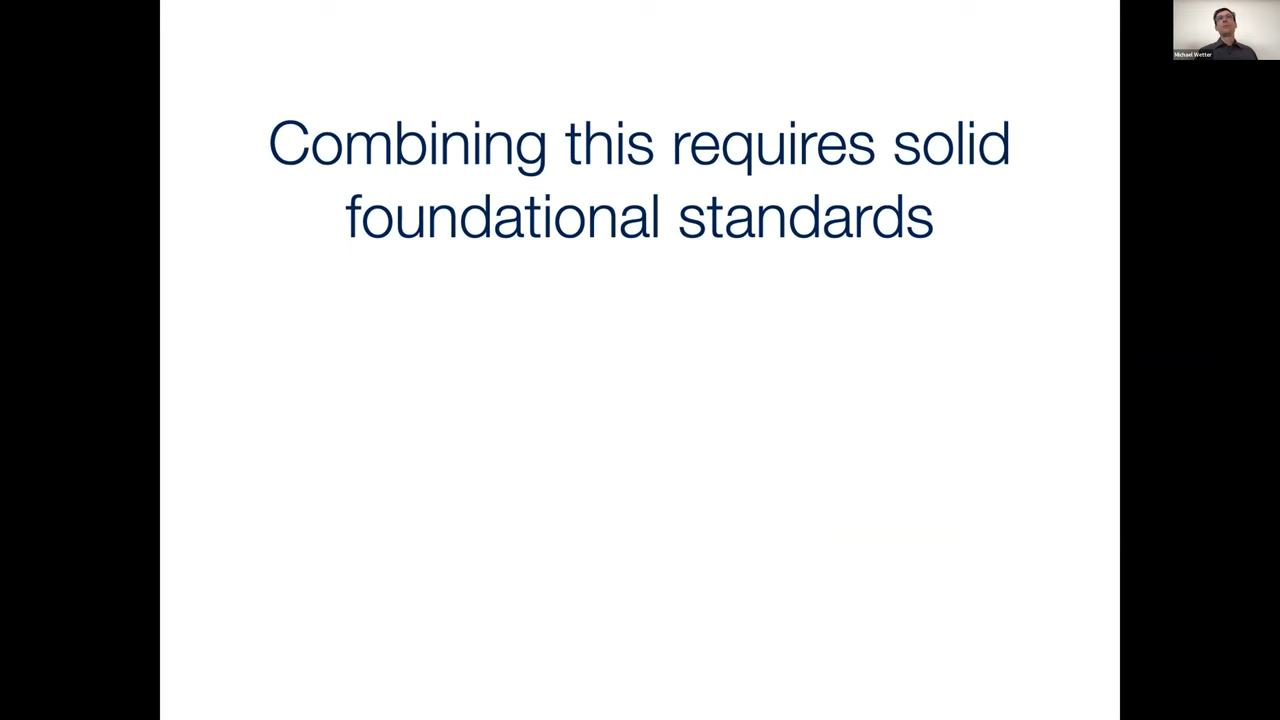 Combining this requires solid
foundational standards
Michael Wetter